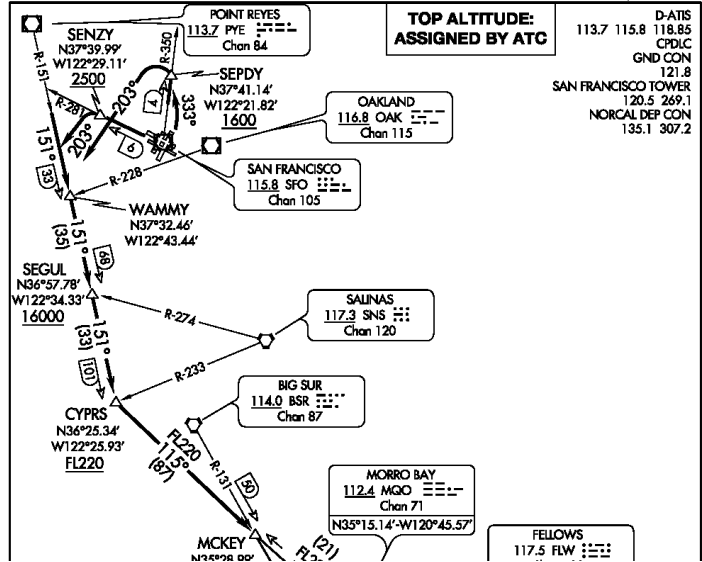 POINT REYES
113.7 PYE
Chan 84
TOP ALTITUDE:
ASSIGNED BY ATC
D-ATIS
113.7 115.8 118.85
CPDLC
GND CON
121.8
SAN FRANCISCO TOWER
120.5 269.1
NORCAL DEP CON
135.1 307.2
SENZY
N37°39.99'
W122°29.11'
2500
R-151
R-350
SEPDY
N37°41.14'
W122°21.82'
1600
R-281
203°
4
333°
203°
6
OAKLAND
116.8 OAK
Chan 115
SAN FRANCISCO
115.8 SFO
Chan 105
151°
33
R-228
WAMMY
N37°32.46'
W122°43.44'
151°
(35)
68
SEGUL
N36°57.78'
W122°34.33'
16000
R-274
SALINAS
117.3 SNS
Chan 120
151°
(33)
101
R-233
CYPRS
N36°25.34'
W122°25.93'
FL220
BIG SUR
114.0 BSR
Chan 87
FL220
115°
(87)
R-131
50
MORRO BAY
112.4 MQO
Chan 71
N35°15.14'-W120°45.57'
FELLOWS
117.5 FLW
MCKEY
N35°28.99'
(21)